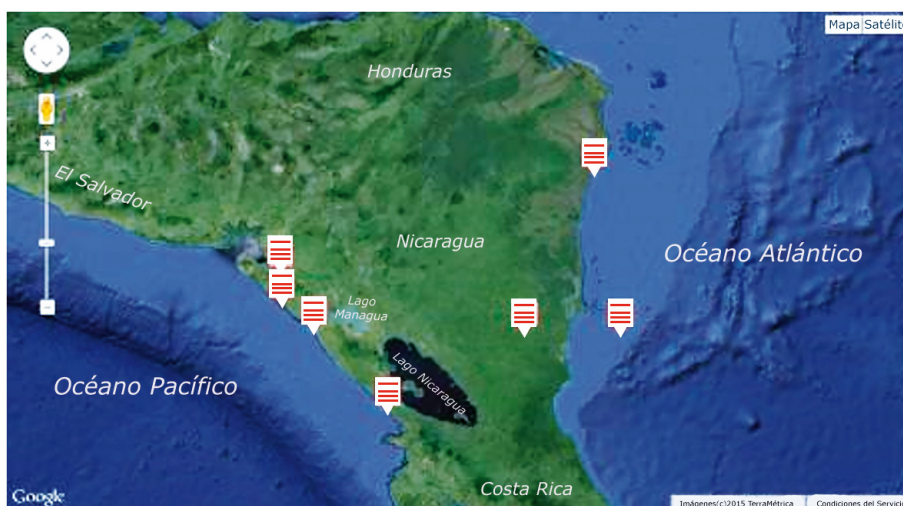 Mapa Satélite
Honduras
El Salvador
Nicaragua
Océano Atlántico
Lago
Managua
Lago Nicaragua
Océano Pacífico
Costa Rica
Google
Imágenes(c)2015 TerraMétrica
Condiciones del Servicio